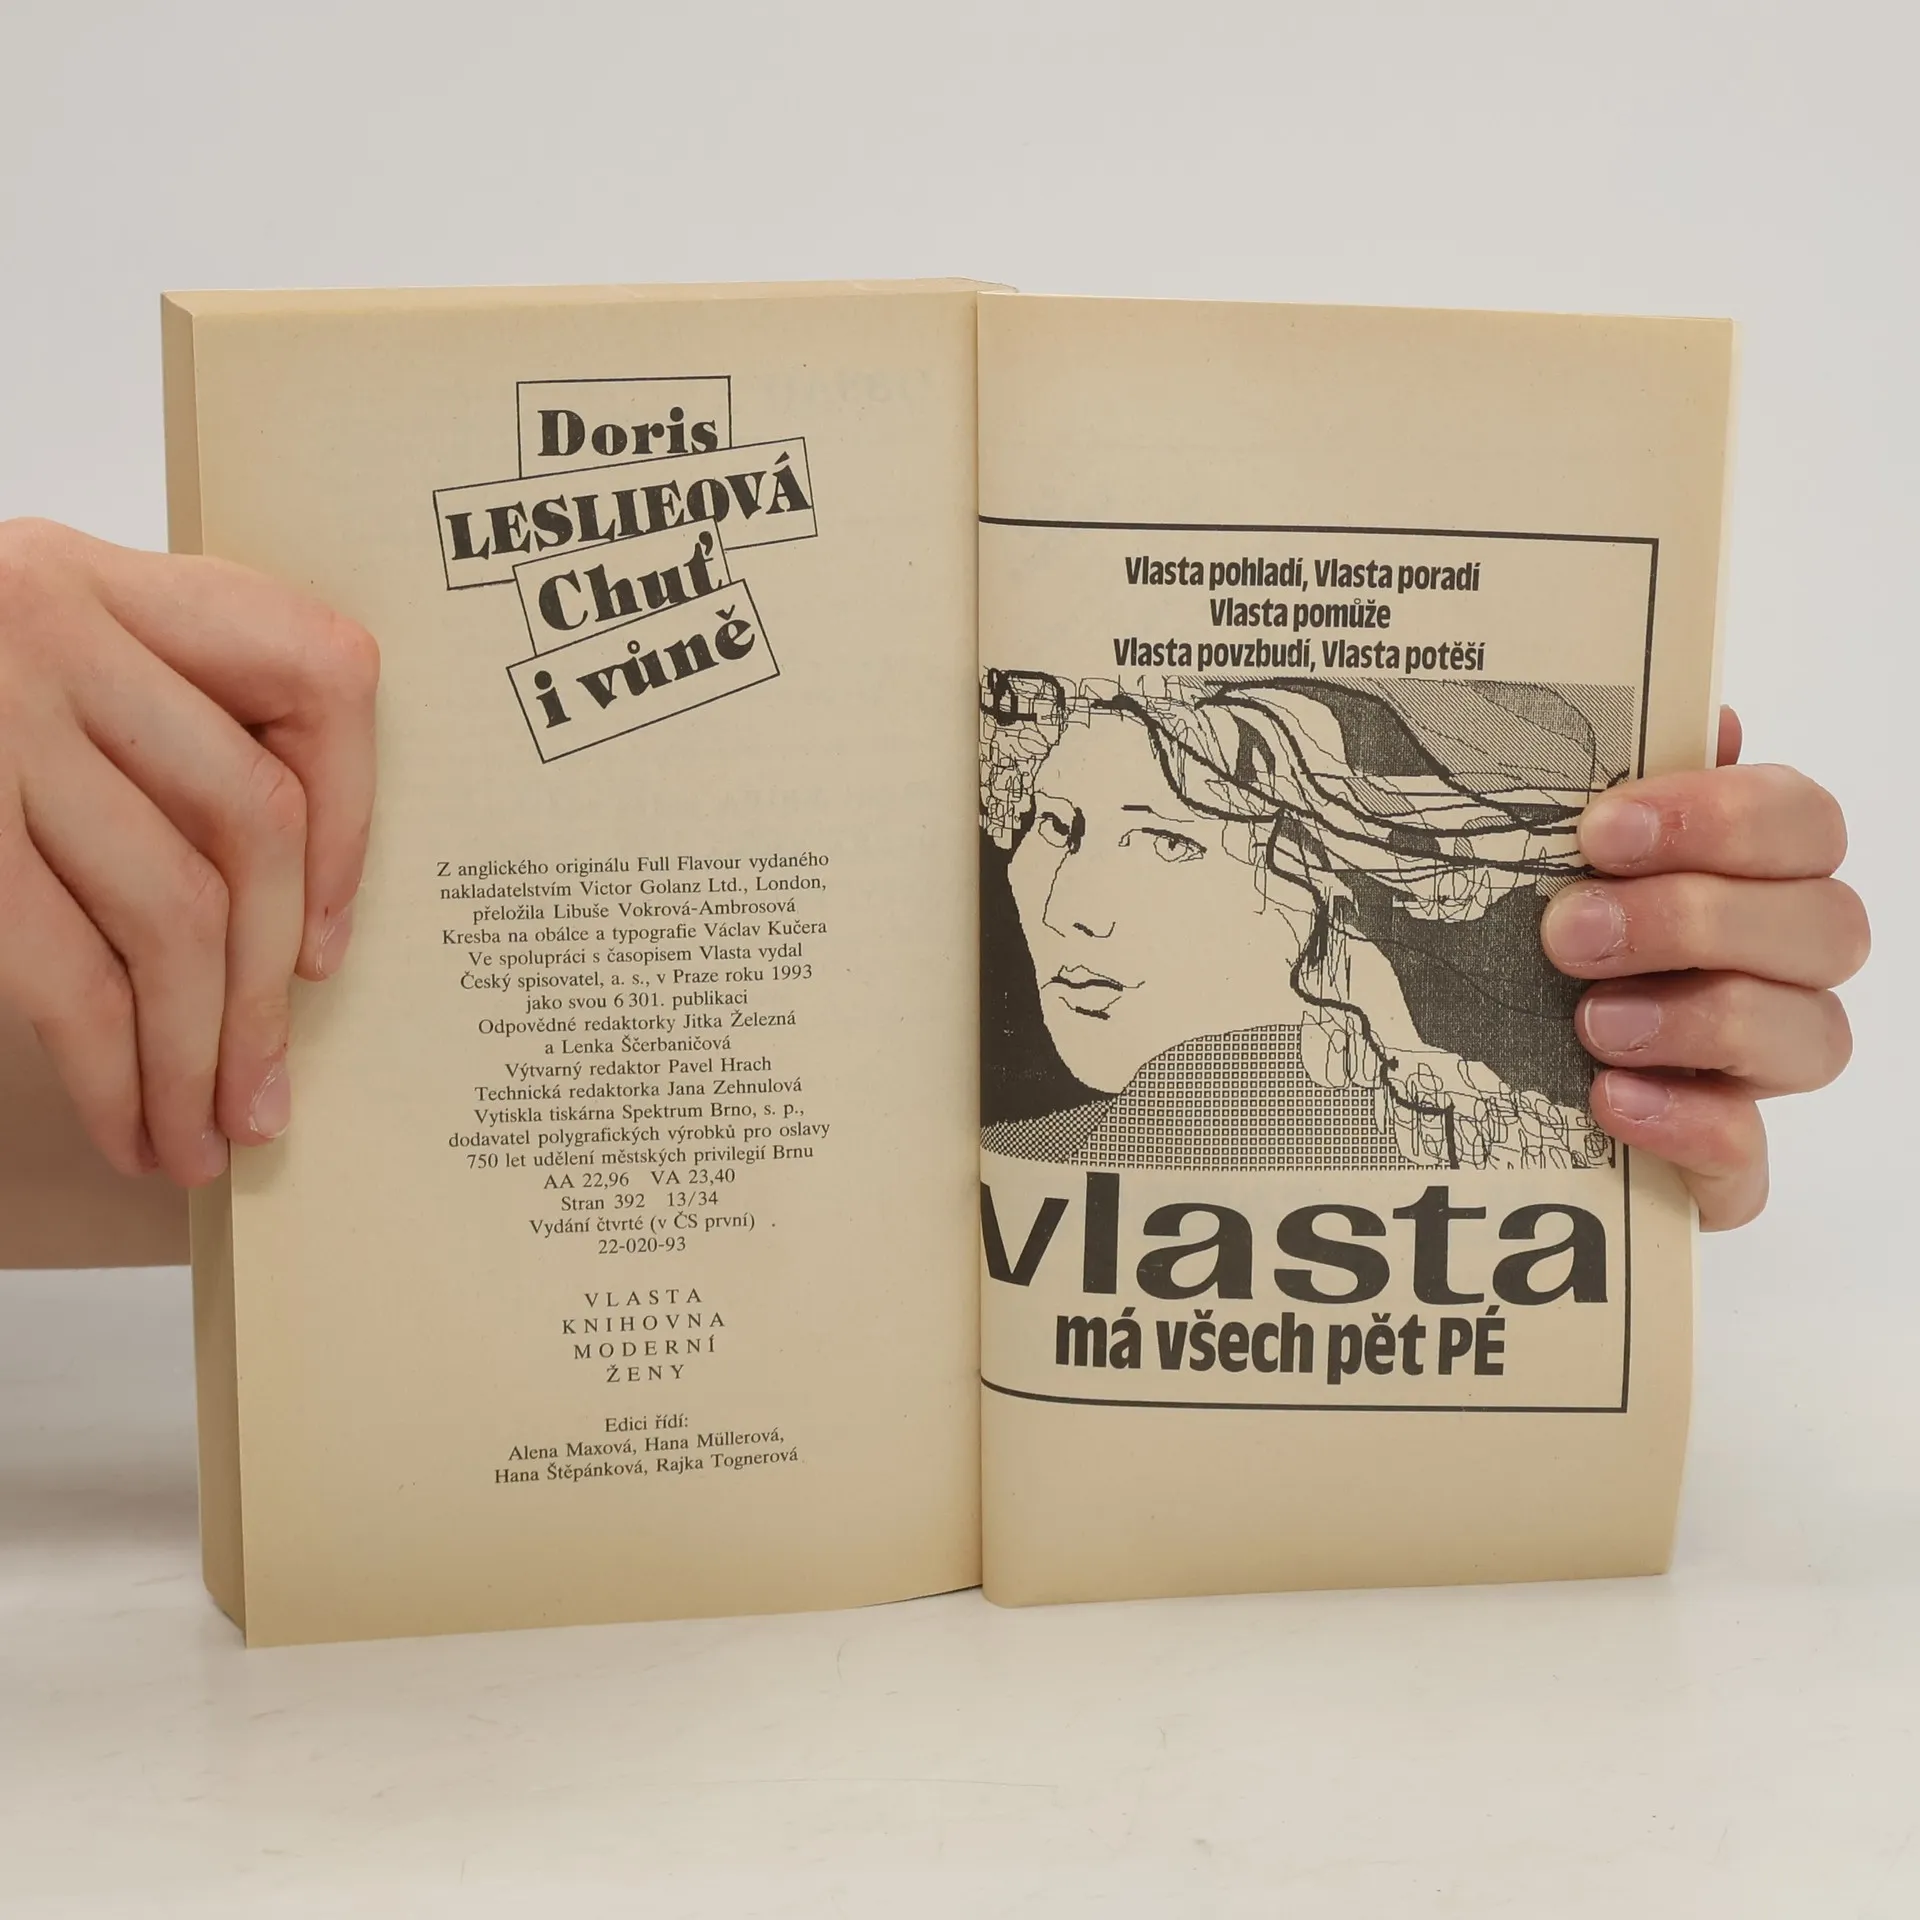 Doris
LESLIEOVÁ
Chuť
i vůně
Z anglického originálu Full Flavour vydaného
nakladatelstvím Victor Golanz Ltd., London,
přeložila Libuše Vokrová-Ambrosová
Kresba na obálce a typografie Václav Kučera
Ve spolupráci s časopisem Vlasta vydal
Český spisovatel, a. s., v Praze roku 1993
jako svou 6 301. publikaci
Odpovědné redaktorky Jitka Železná
a Lenka Ščerbaničová
Výtvarný redaktor Pavel Hrach
Technická redaktorka Jana Zehnulová
Vytiskla tiskárna Spektrum Brno, s. p.,
dodavatel polygrafických výrobků pro oslavy
750 let udělení městských privilegií Brnu
AA 22,96 VA 23,40
Stran 392 13/34
Vydání čtvrté (v ČS první)
22-020-93
VLASTA
KNIHOVNA
MODERNÍ
ŽENY
Edici řídí:
Alena Maxová, Hana Müllerová,
Hana Štěpánková, Rajka Tognerová
Vlasta pohladí, Vlasta poradí
Vlasta pomůže
Vlasta povzbudí, Vlasta potěší
vlasta
má všech pět PÉ